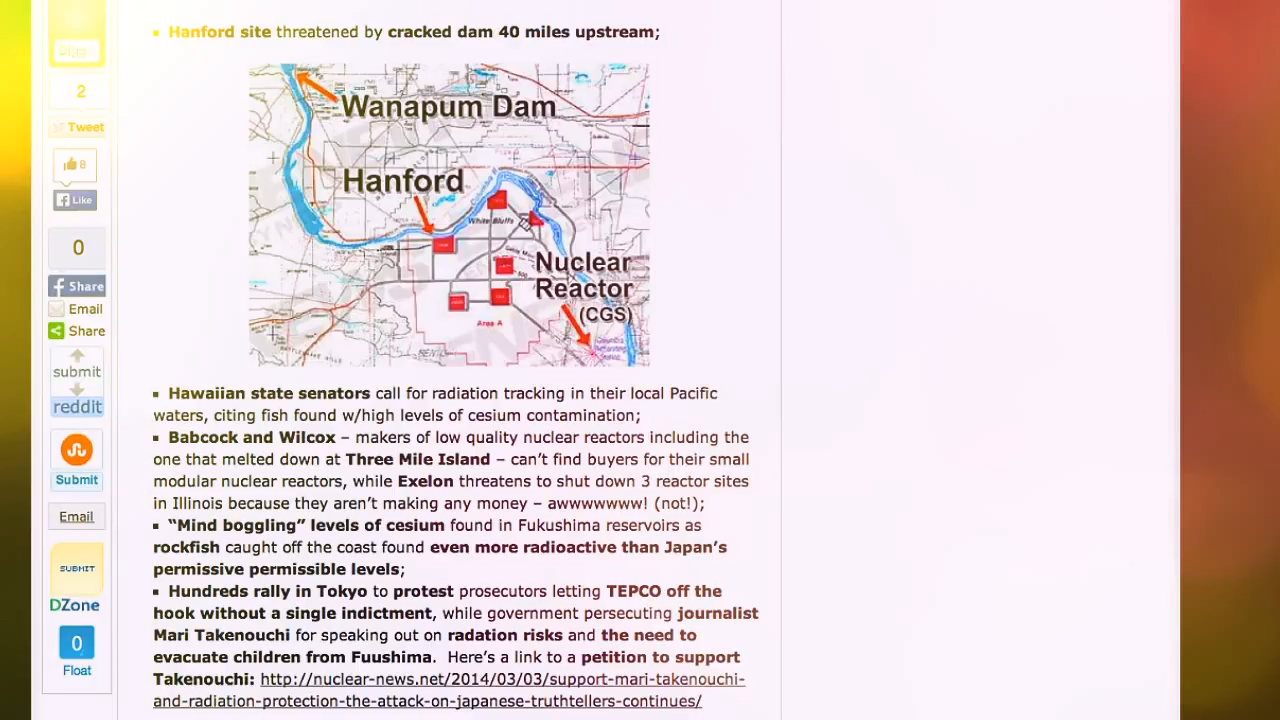 Hanford site threatened by cracked dam 40 miles upstream;
Wanapum Dam
Hanford
White Bluffs
Nuclear
Reactor
(CGS)
Area A
Hawaiian state senators call for radiation tracking in their local Pacific
waters, citing fish found w/high levels of cesium contamination;
Babcock and Wilcox – makers of low quality nuclear reactors including the
one that melted down at Three Mile Island – can't find buyers for their small
modular nuclear reactors, while Exelon threatens to shut down 3 reactor sites
in Illinois because they aren't making any money – awwwwwww! (not!);
"Mind boggling" levels of cesium found in Fukushima reservoirs as
rockfish caught off the coast found even more radioactive than Japan's
permissive permissible levels;
Hundreds rally in Tokyo to protest prosecutors letting TEPCO off the
hook without a single indictment, while government persecuting journalist
Mari Takenouchi for speaking out on radation risks and the need to
evacuate children from Fuushima. Here's a link to a petition to support
Takenouchi: http://nuclear-news.net/2014/03/03/support-mari-takenouchi-
and-radiation-protection-the-attack-on-japanese-truthtellers-continues/
Digg
2
Tweet
8
Like
0
Share
Email
Share
submit
reddit
Submit
Email
SUBMIT
DZone
0
Float